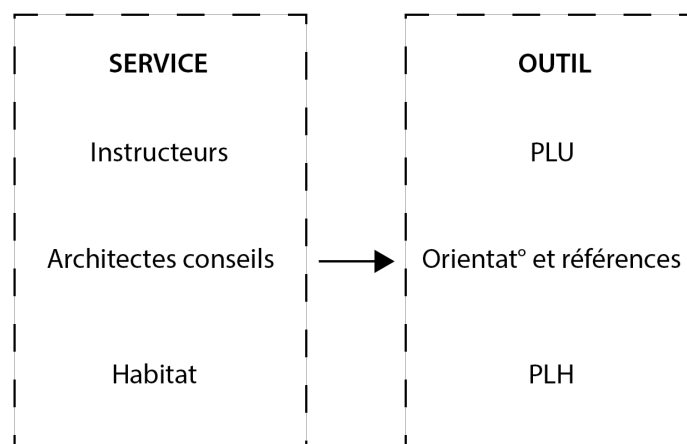 SERVICE
Instructeurs
Architectes conseils
Habitat
OUTIL
PLU
Orientat° et références
PLH